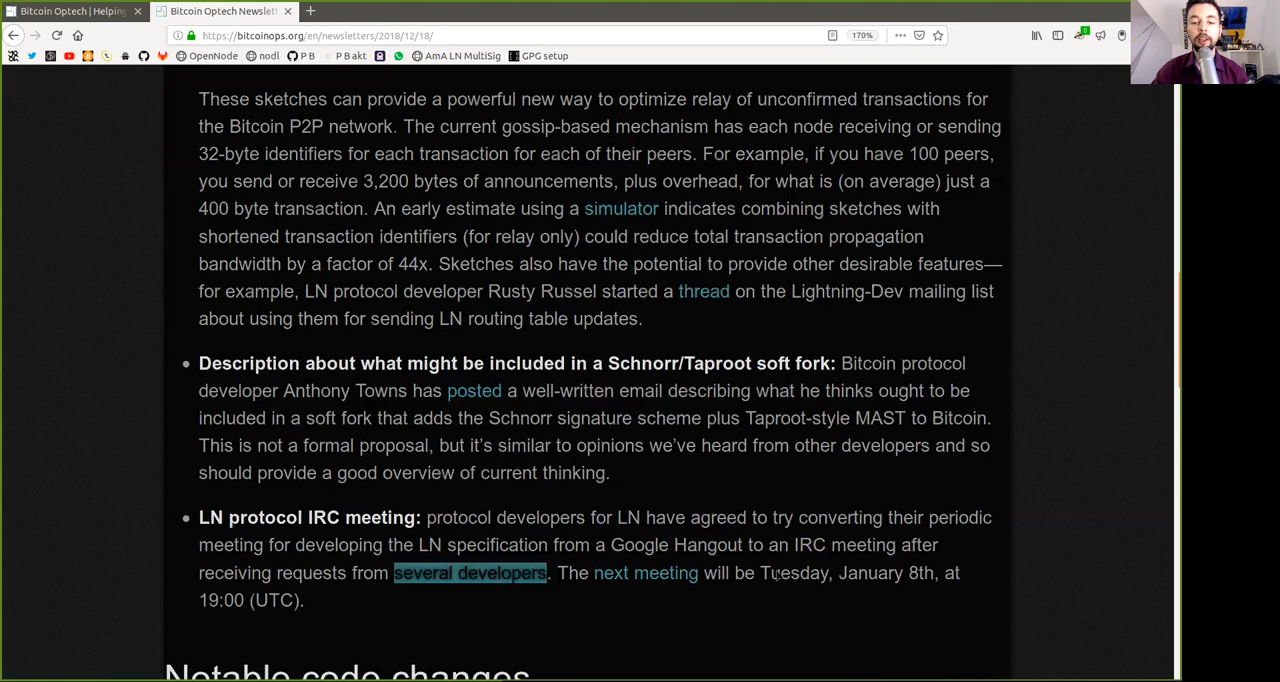 Bitcoin Optech | Helping
Bitcoin Optech Newslett
https://bitcoinops.org/en/newsletters/2018/12/18/
170%
OpenNode
nodl
P B
P B akt
AmA LN MultiSig
GPG setup
These sketches can provide a powerful new way to optimize relay of unconfirmed transactions for
the Bitcoin P2P network. The current gossip-based mechanism has each node receiving or sending
32-byte identifiers for each transaction for each of their peers. For example, if you have 100 peers,
you send or receive 3,200 bytes of announcements, plus overhead, for what is (on average) just a
400 byte transaction. An early estimate using a simulator indicates combining sketches with
shortened transaction identifiers (for relay only) could reduce total transaction propagation
bandwidth by a factor of 44x. Sketches also have the potential to provide other desirable features—
for example, LN protocol developer Rusty Russel started a thread on the Lightning-Dev mailing list
about using them for sending LN routing table updates.
Description about what might be included in a Schnorr/Taproot soft fork: Bitcoin protocol
developer Anthony Towns has posted a well-written email describing what he thinks ought to be
included in a soft fork that adds the Schnorr signature scheme plus Taproot-style MAST to Bitcoin.
This is not a formal proposal, but it's similar to opinions we've heard from other developers and so
should provide a good overview of current thinking.
LN protocol IRC meeting: protocol developers for LN have agreed to try converting their periodic
meeting for developing the LN specification from a Google Hangout to an IRC meeting after
receiving requests from several developers. The next meeting will be Tuesday, January 8th, at
19:00 (UTC).
Notable code changes